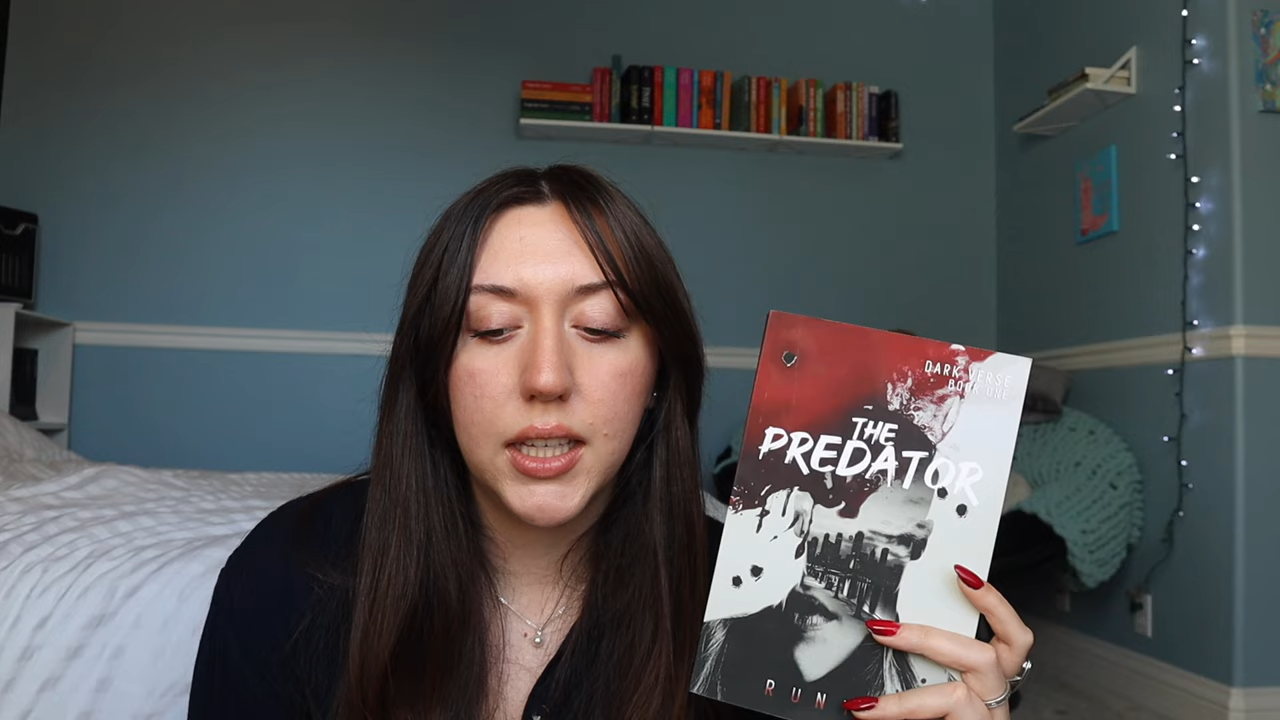 DARK VERSE
BOOK ONE
THE
PREDATOR
RUN